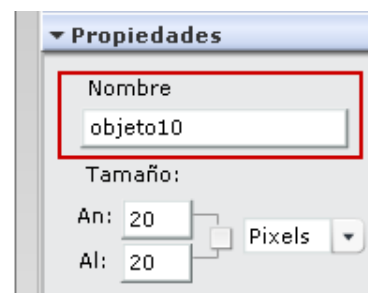 Propiedades
Nombre
objeto10
Tamaño:
An: 20
Pixels
Al: 20